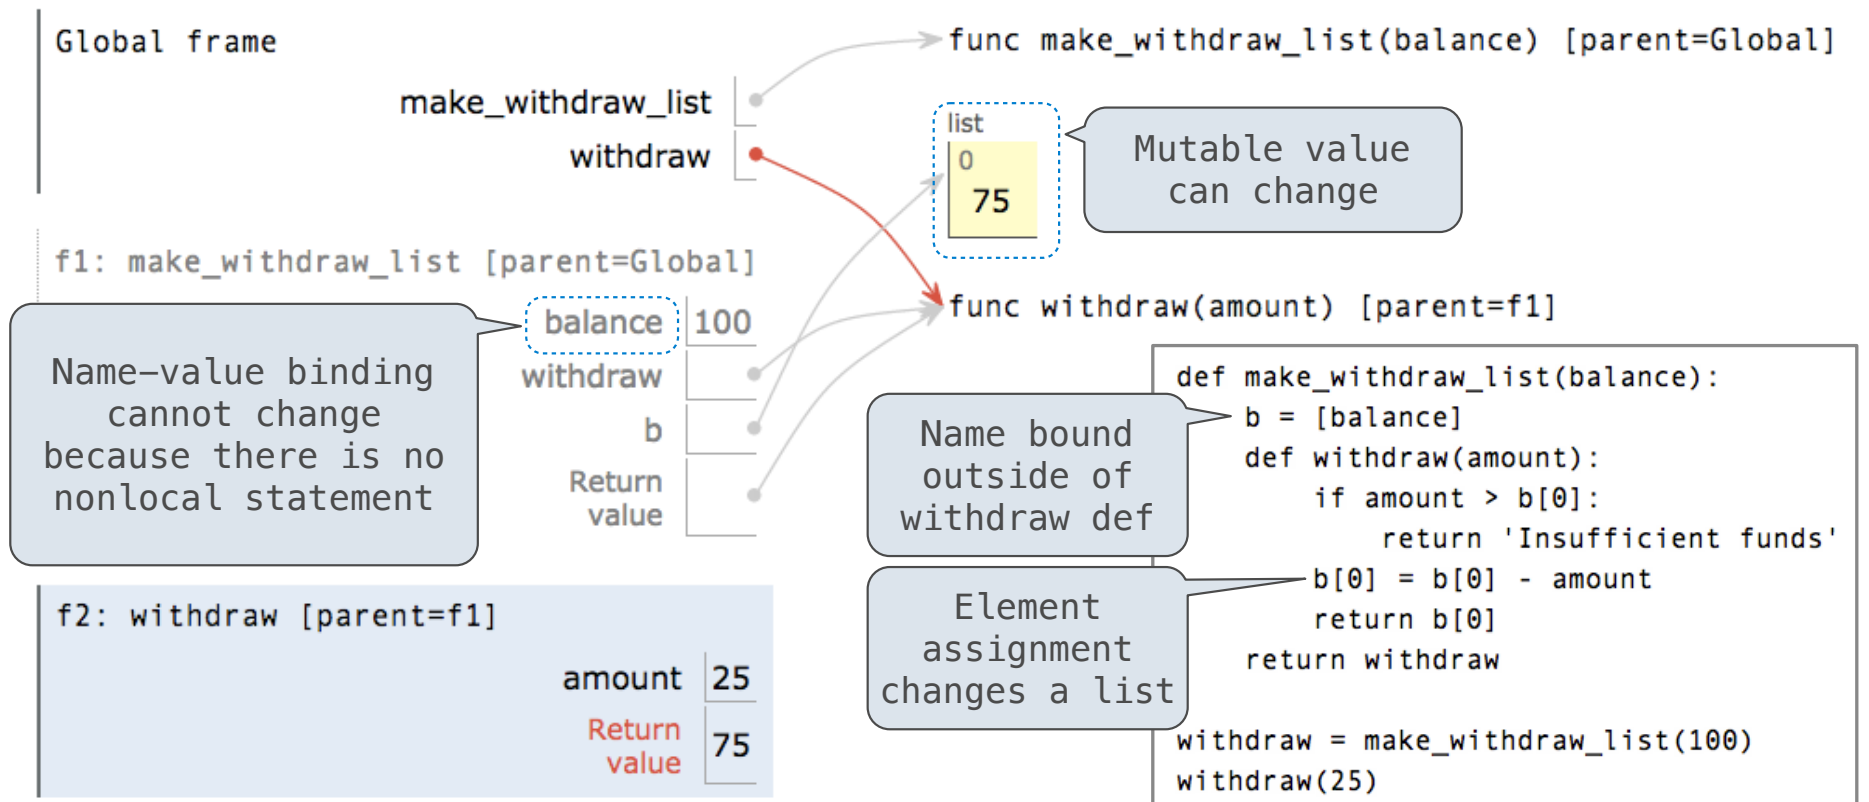 Global frame
make_withdraw_list
withdraw
func make_withdraw_list(balance) [parent=Global]
list
0
75
Mutable value
can change
f1: make_withdraw_list [parent=Global]
balance 100
withdraw
b
Return
value
func withdraw(amount) [parent=f1]
Name-value binding
cannot change
because there is no
nonlocal statement
f2: withdraw [parent=f1]
amount 25
Return
value 75
Name bound
outside of
withdraw def
Element
assignment
changes a list
def make_withdraw_list(balance):
    b = [balance]
    def withdraw(amount):
        if amount > b[0]:
            return 'Insufficient funds'
        b[0] = b[0] - amount
        return b[0]
    return withdraw
withdraw = make_withdraw_list(100)
withdraw(25)